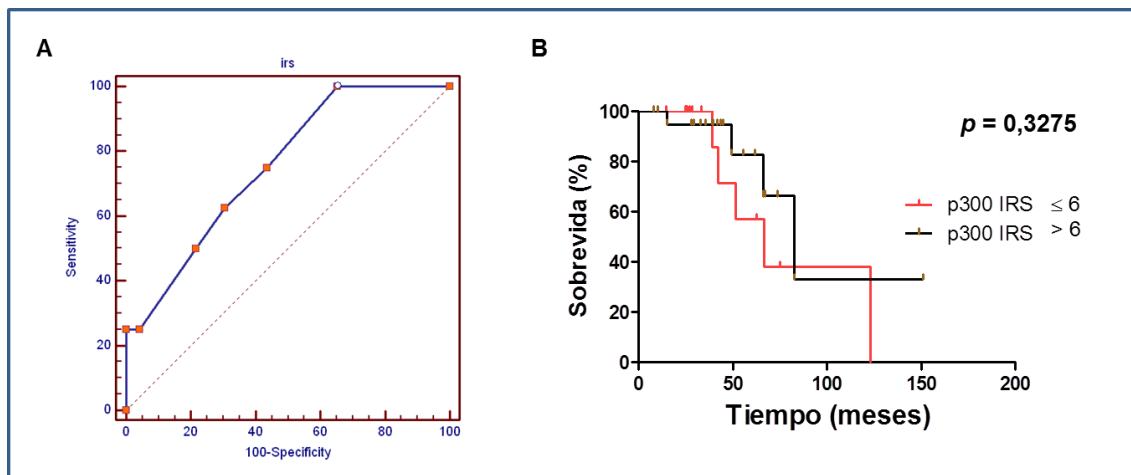 A
irs
Sensitivity
100
80
60
40
20
0
0 20 40 60 80 100
100-Specificity
B
p = 0,3275
Sobrevida (%)
100
80
60
40
20
0
0 50 100 150 200
Tiempo (meses)
p300 IRS ≤ 6
p300 IRS > 6